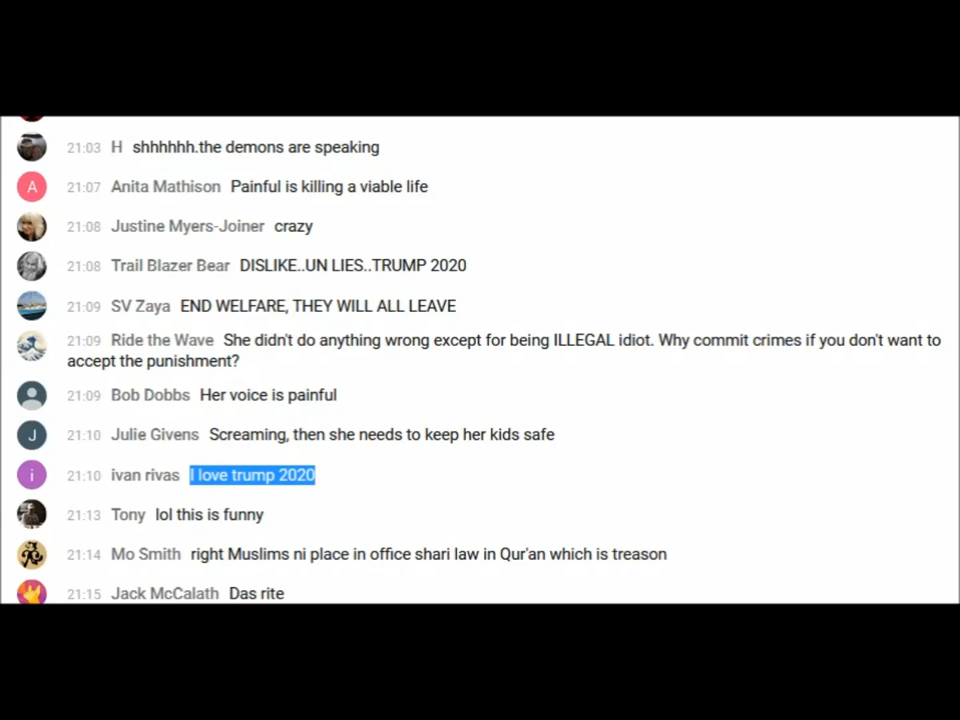 21:03 H shhhhhh.the demons are speaking
A 21:07 Anita Mathison Painful is killing a viable life
21:08 Justine Myers-Joiner crazy
21:08 Trail Blazer Bear DISLIKE..UN LIES..TRUMP 2020
21:09 SV Zaya END WELFARE, THEY WILL ALL LEAVE
21:09 Ride the Wave She didn't do anything wrong except for being ILLEGAL idiot. Why commit crimes if you don't want to
accept the punishment?
21:09 Bob Dobbs Her voice is painful
J 21:10 Julie Givens Screaming, then she needs to keep her kids safe
i 21:10 ivan rivas I love trump 2020
21:13 Tony lol this is funny
21:14 Mo Smith right Muslims ni place in office shari law in Qur'an which is treason
21:15 Jack McCalath Das rite